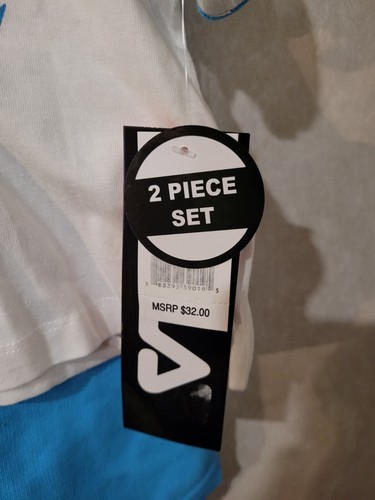 2 PIECE
SET
MSRP $32.00